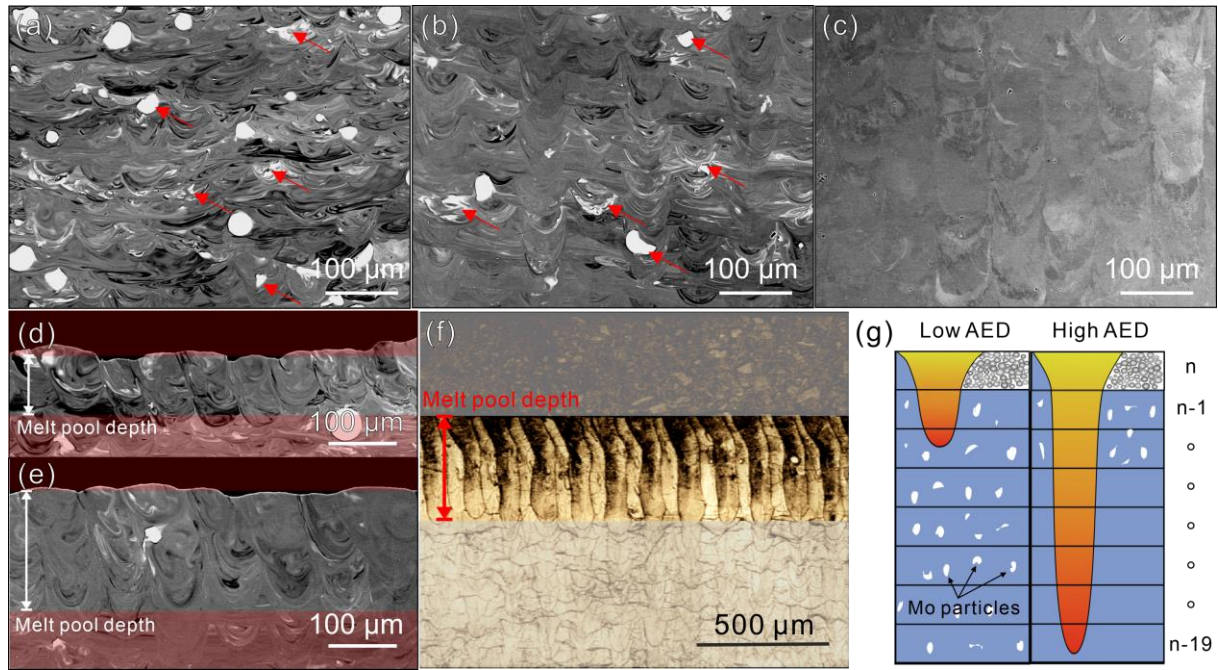 (a)
100 μm
(b)
100 μm
(c)
100 μm
(d)
Melt pool depth
100 μm
(e)
Melt pool depth
100 μm
(f)
Melt pool depth
500 μm
(g)
Low AED High AED
n
n-1
Mo particles
n-19